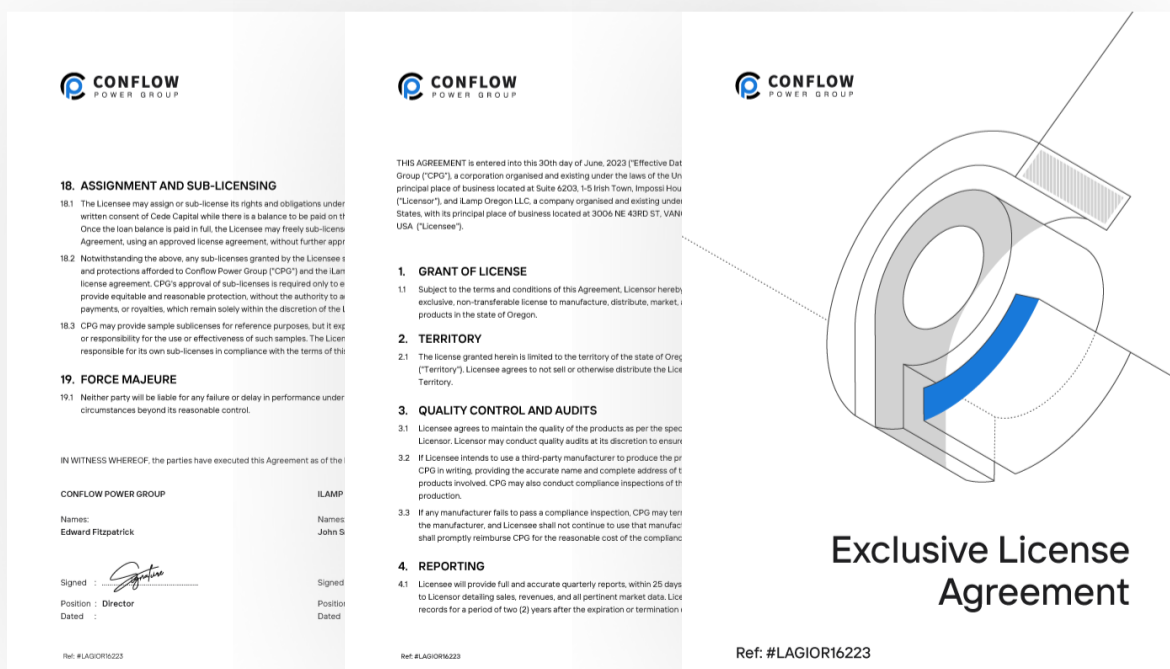 CONFLOW
POWER GROUP
18. ASSIGNMENT AND SUB-LICENSING
18.1 The Licensee may assign or sub-license its rights and obligations under
written consent of Cede Capital while there is a balance to be paid on th
Once the loan balance is paid in full, the Licensee may freely sub-licens
Agreement, using an approved license agreement, without further appr
18.2 Notwithstanding the above, any sub-licenses granted by the Licensee s
and protections afforded to Conflow Power Group ("CPG") and the iLam
license agreement. CPG's approval of sub-licenses is required only to e
provide equitable and reasonable protection, without the authority to a
payments, or royalties, which remain solely within the discretion of the L
18.3 CPG may provide sample sublicenses for reference purposes, but it exp
or responsibility for the use or effectiveness of such samples. The Licen
responsible for its own sub-licenses in compliance with the terms of this
19. FORCE MAJEURE
19.1 Neither party will be liable for any failure or delay in performance under
circumstances beyond its reasonable control.
IN WITNESS WHEREOF, the parties have executed this Agreement as of the
CONFLOW POWER GROUP
Names:
Edward Fitzpatrick
Signed : Signature
Position : Director
Dated :
ILAMP
Names
John S
Signed
Position
Dated
Ref: #LAGIOR16223
CONFLOW
POWER GROUP
THIS AGREEMENT is entered into this 30th day of June, 2023 ("Effective Dat
Group ("CPG"), a corporation organised and existing under the laws of the Un
principal place of business located at Suite 6203, 1-5 Irish Town, Impossi Hou
("Licensor"), and iLamp Oregon LLC, a company organised and existing unde
States, with its principal place of business located at 3006 NE 43RD ST, VAN
USA ("Licensee").
1. GRANT OF LICENSE
1.1 Subject to the terms and conditions of this Agreement, Licensor hereby
exclusive, non-transferable license to manufacture, distribute, market,
products in the state of Oregon.
2. TERRITORY
2.1 The license granted herein is limited to the territory of the state of Oreg
("Territory"). Licensee agrees to not sell or otherwise distribute the Lice
Territory.
3. QUALITY CONTROL AND AUDITS
3.1 Licensee agrees to maintain the quality of the products as per the spec
Licensor. Licensor may conduct quality audits at its discretion to ensure
3.2 If Licensee intends to use a third-party manufacturer to produce the pr
CPG in writing, providing the accurate name and complete address of t
products involved. CPG may also conduct compliance inspections of th
production.
3.3 If any manufacturer fails to pass a compliance inspection, CPG may ter
the manufacturer, and Licensee shall not continue to use that manufac
shall promptly reimburse CPG for the reasonable cost of the complianc
4. REPORTING
4.1 Licensee will provide full and accurate quarterly reports, within 25 days
to Licensor detailing sales, revenues, and all pertinent market data. Lice
records for a period of two (2) years after the expiration or termination
Ref: #LAGIOR16223
CONFLOW
POWER GROUP
Exclusive License
Agreement
Ref: #LAGIOR16223